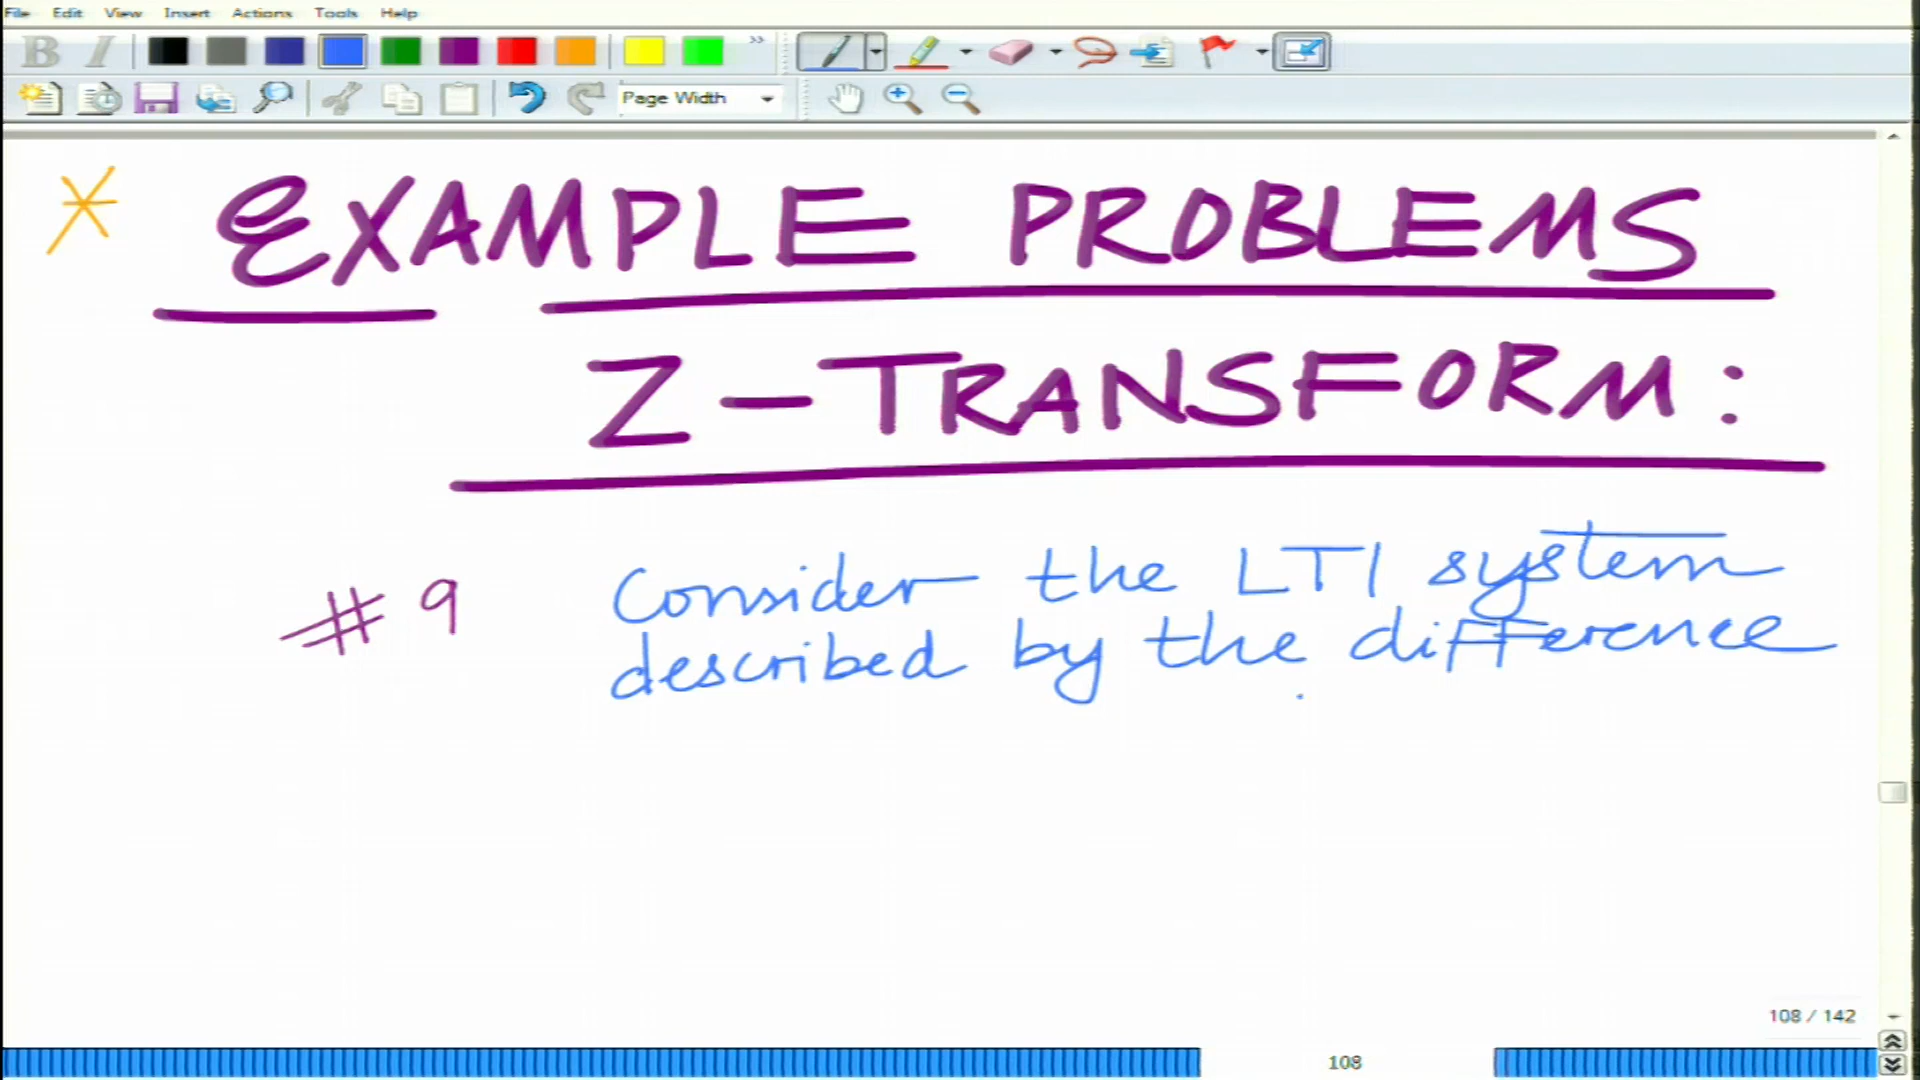 File Edit View Insert Actions Tools Help
B I »
Page Width
* EXAMPLE PROBLEMS
Z-TRANSFORM:
# 9 Consider the LTI system
described by the difference
108 / 142
108